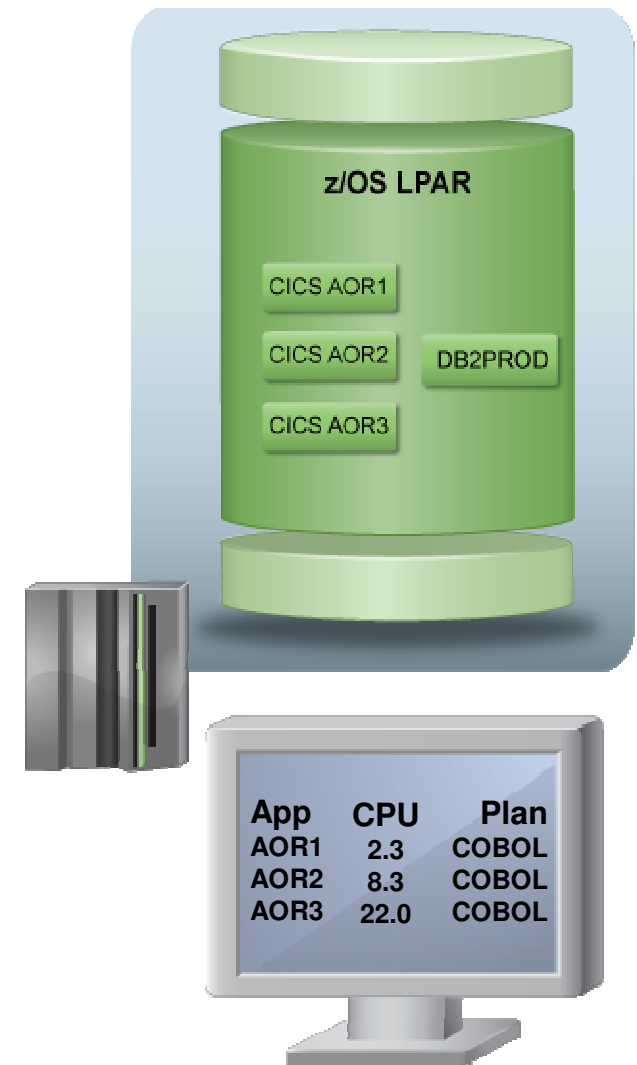 z/OS LPAR
CICS AOR1
CICS AOR2
DB2PROD
CICS AOR3
App CPU Plan
AOR1 2.3 COBOL
AOR2 8.3 COBOL
AOR3 22.0 COBOL